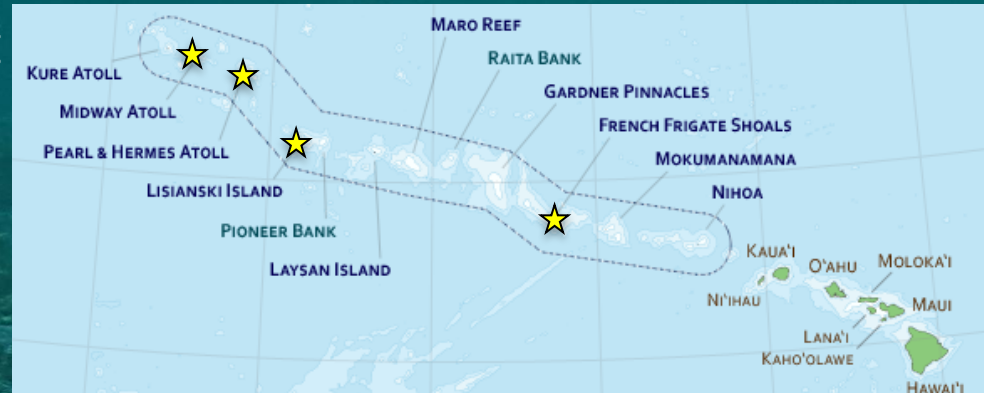 MARO REEF
RAITA BANK
KURE ATOLL
GARDNER PINNACLES
MIDWAY ATOLL
FRENCH FRIGATE SHOALS
PEARL & HERMES ATOLL
MOKUMANAMANA
LISIANSKI ISLAND
NIHOA
PIONEER BANK
LAYSAN ISLAND
KAUA'I
O'AHU
MOLOKA'I
NI'IHAU
MAUI
LANA'I
KAHO'OLAWE
HAWAI'I